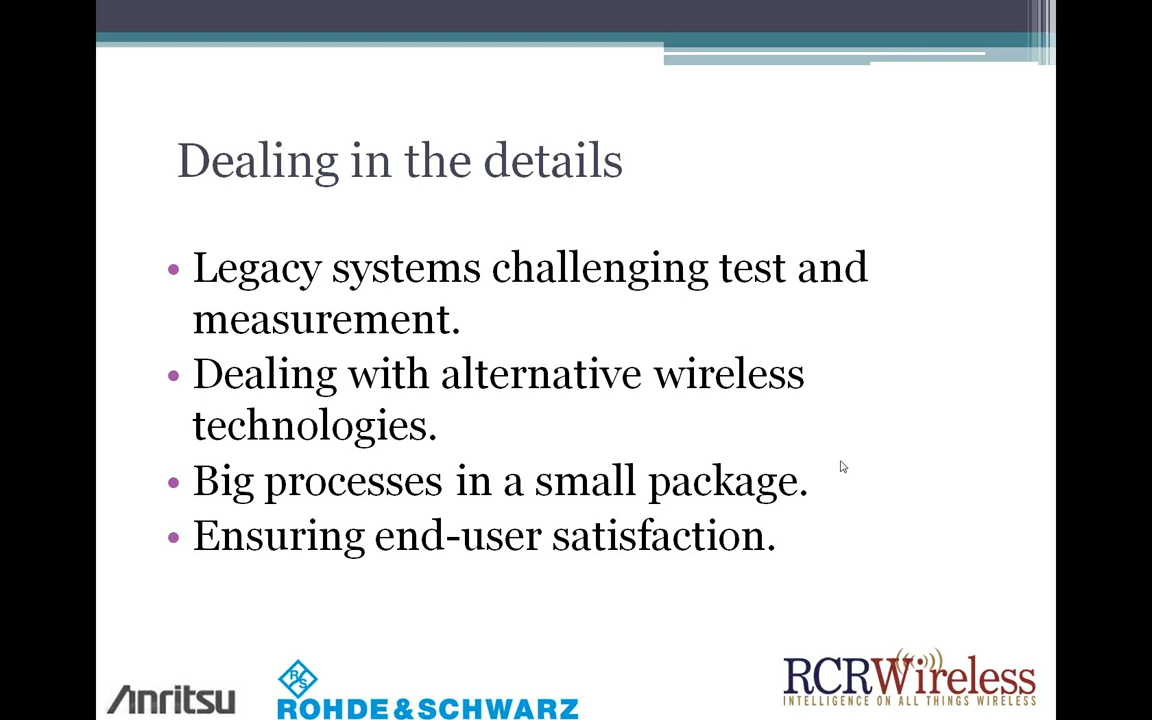 Dealing in the details
• Legacy systems challenging test and
measurement.
• Dealing with alternative wireless
technologies.
• Big processes in a small package.
• Ensuring end-user satisfaction.
Anritsu
R S
ROHDE & SCHWARZ
RCRWireless
INTELLIGENCE ON ALL THINGS WIRELESS